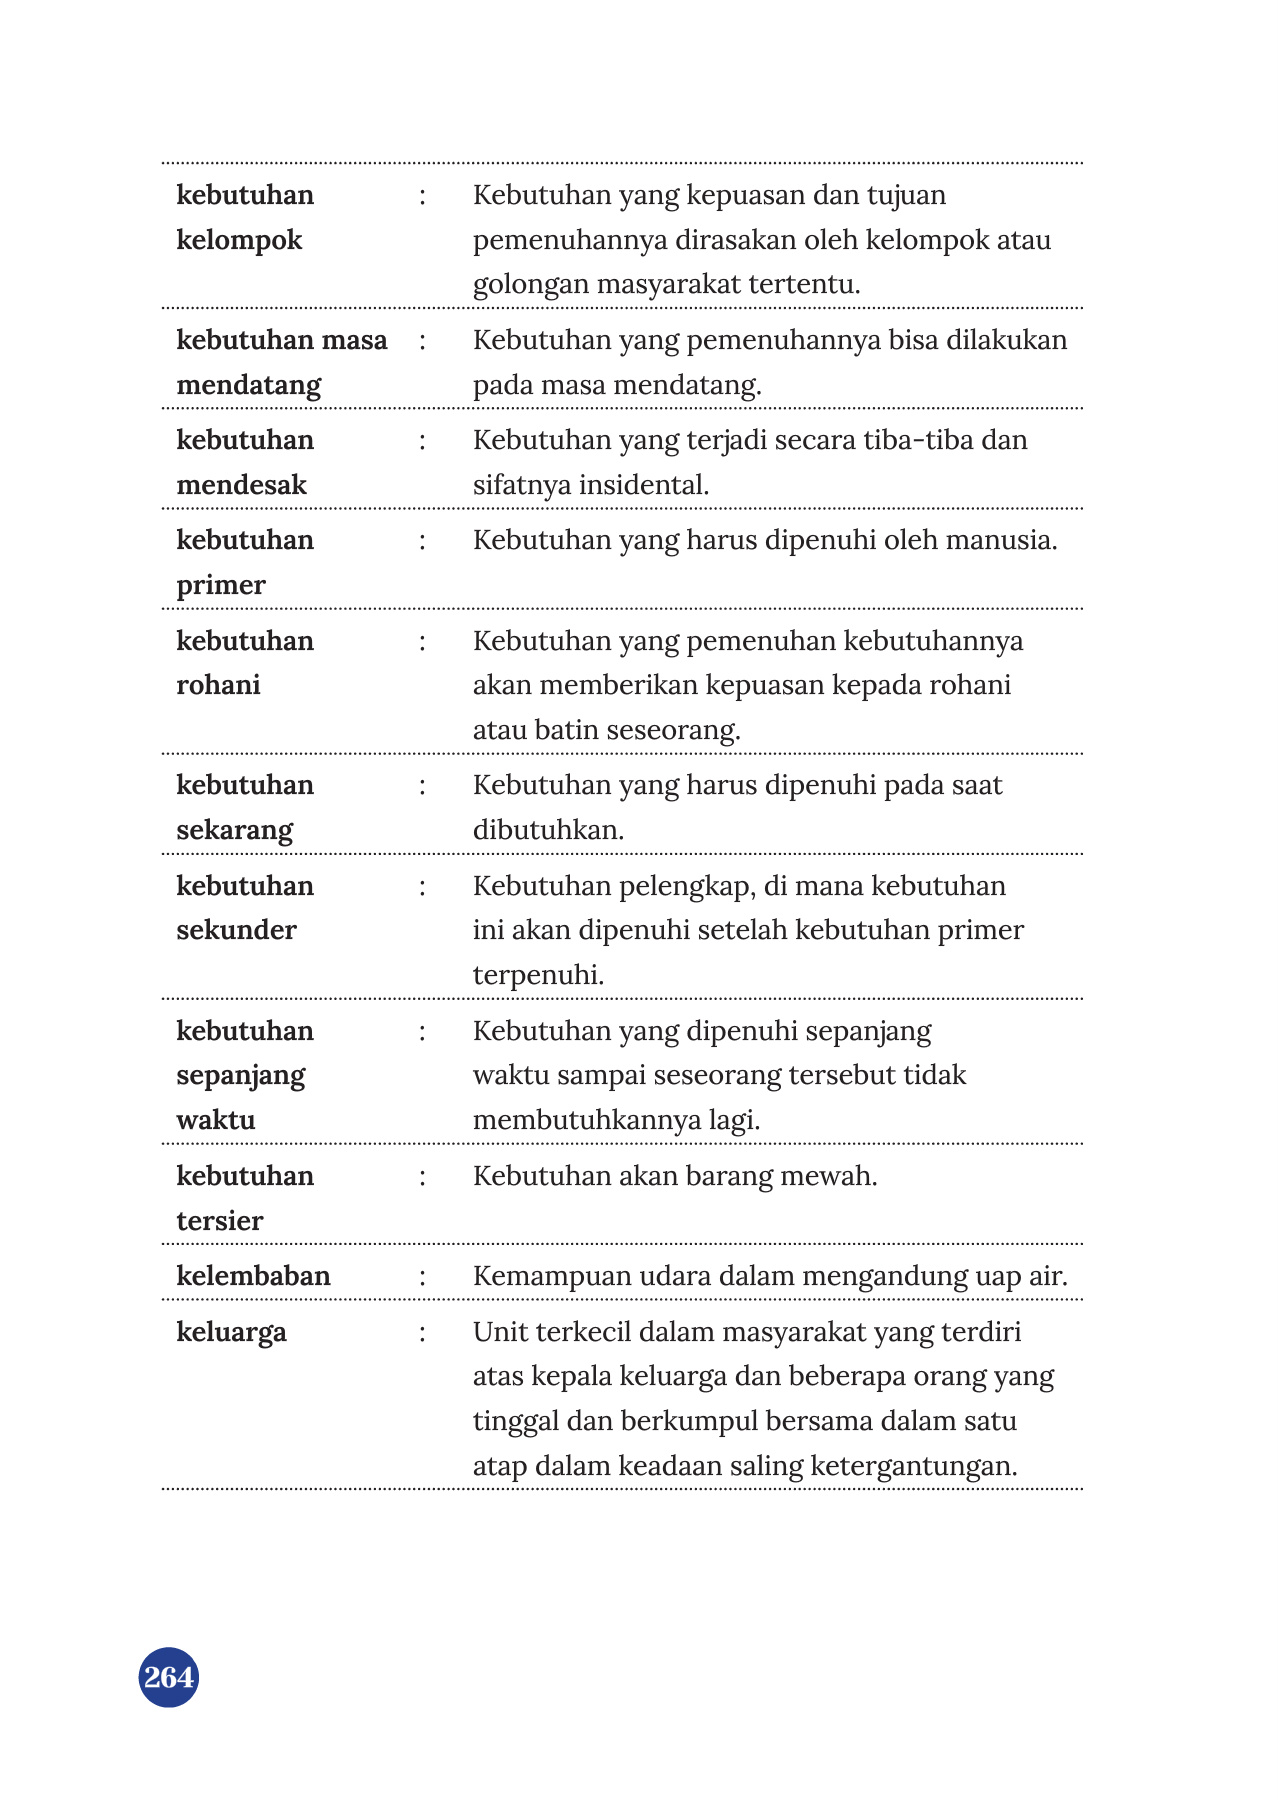 kebutuhan : Kebutuhan yang kepuasan dan tujuan
kelompok pemenuhannya dirasakan oleh kelompok atau
golongan masyarakat tertentu.
kebutuhan masa : Kebutuhan yang pemenuhannya bisa dilakukan
mendatang pada masa mendatang.
kebutuhan : Kebutuhan yang terjadi secara tiba-tiba dan
mendesak sifatnya insidental.
kebutuhan : Kebutuhan yang harus dipenuhi oleh manusia.
primer
kebutuhan : Kebutuhan yang pemenuhan kebutuhannya
rohani akan memberikan kepuasan kepada rohani
atau batin seseorang.
kebutuhan : Kebutuhan yang harus dipenuhi pada saat
sekarang dibutuhkan.
kebutuhan : Kebutuhan pelengkap, di mana kebutuhan
sekunder ini akan dipenuhi setelah kebutuhan primer
terpenuhi.
kebutuhan : Kebutuhan yang dipenuhi sepanjang
sepanjang waktu sampai seseorang tersebut tidak
waktu membutuhkannya lagi.
kebutuhan : Kebutuhan akan barang mewah.
tersier
kelembaban : Kemampuan udara dalam mengandung uap air.
keluarga : Unit terkecil dalam masyarakat yang terdiri
atas kepala keluarga dan beberapa orang yang
tinggal dan berkumpul bersama dalam satu
atap dalam keadaan saling ketergantungan.
264